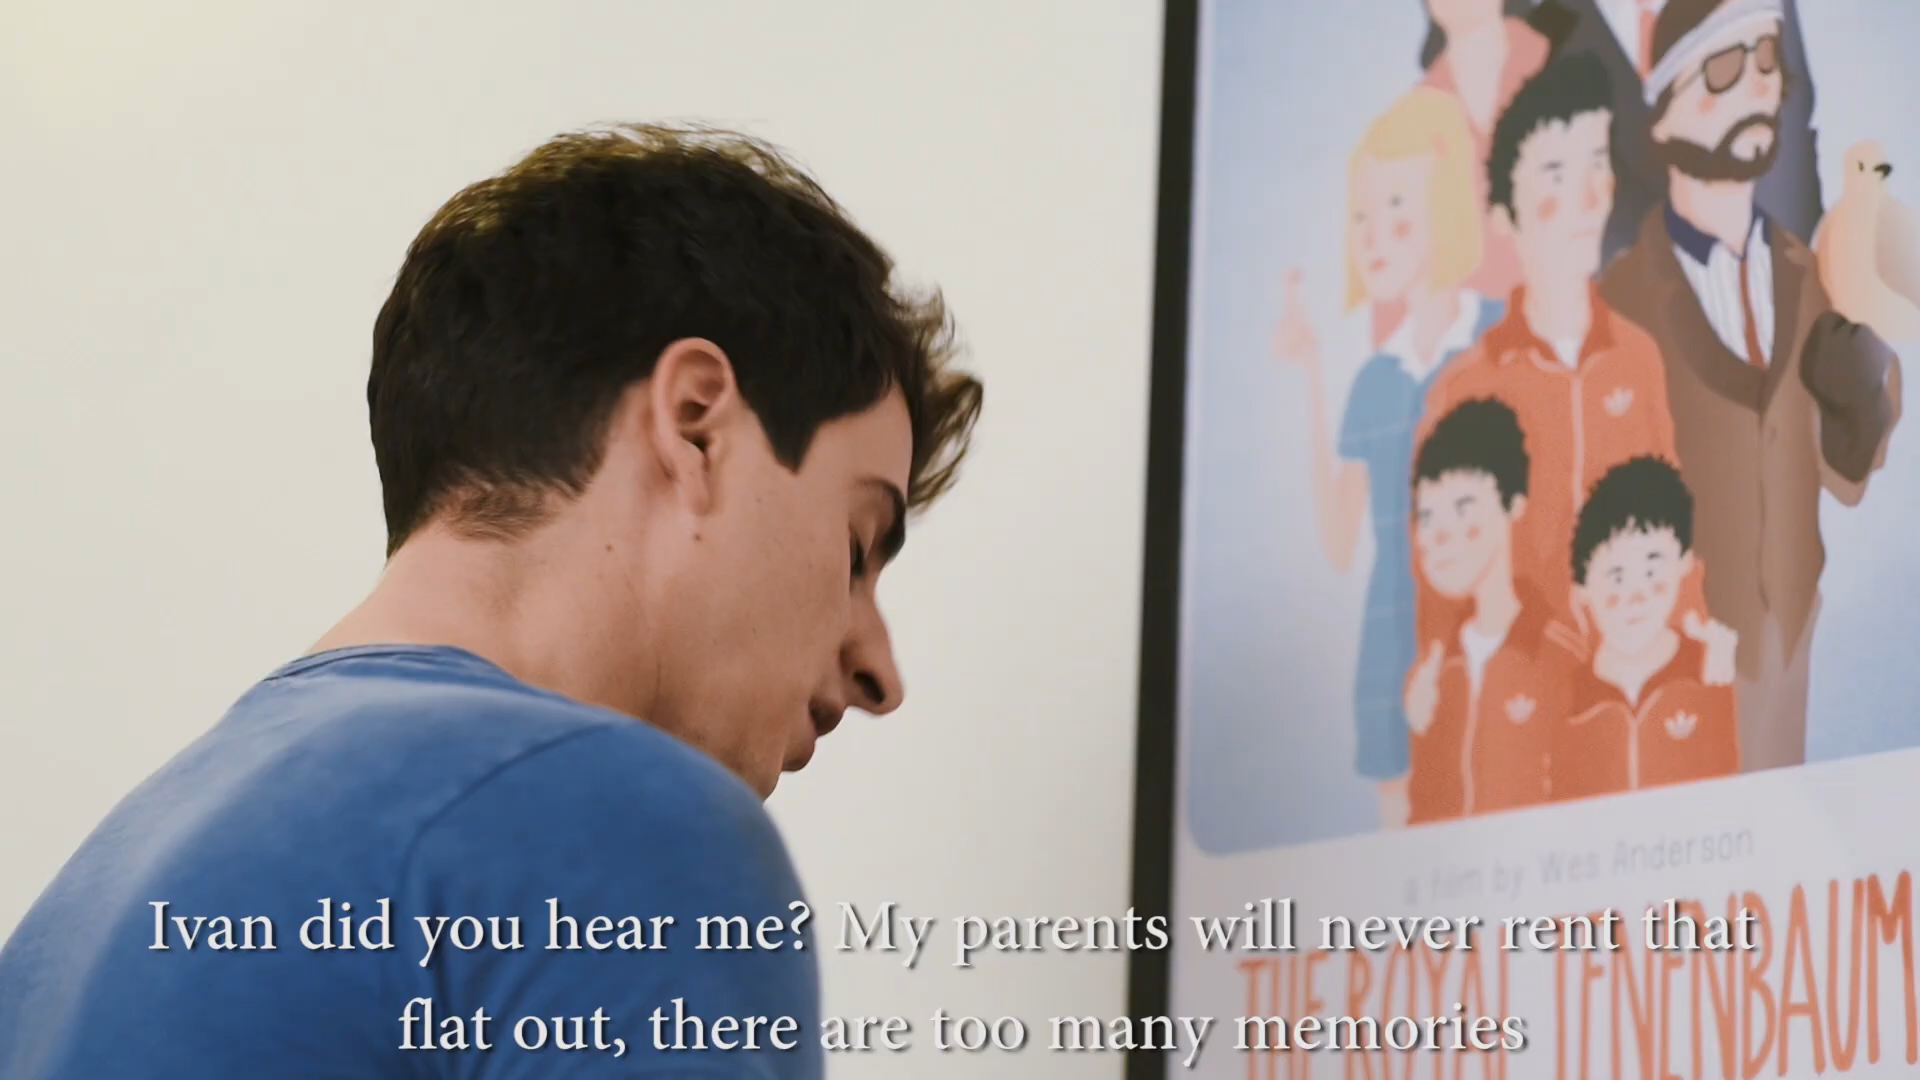 a film by Wes Anderson
THE ROYAL TENENBAUM
Ivan did you hear me? My parents will never rent that
flat out, there are too many memories